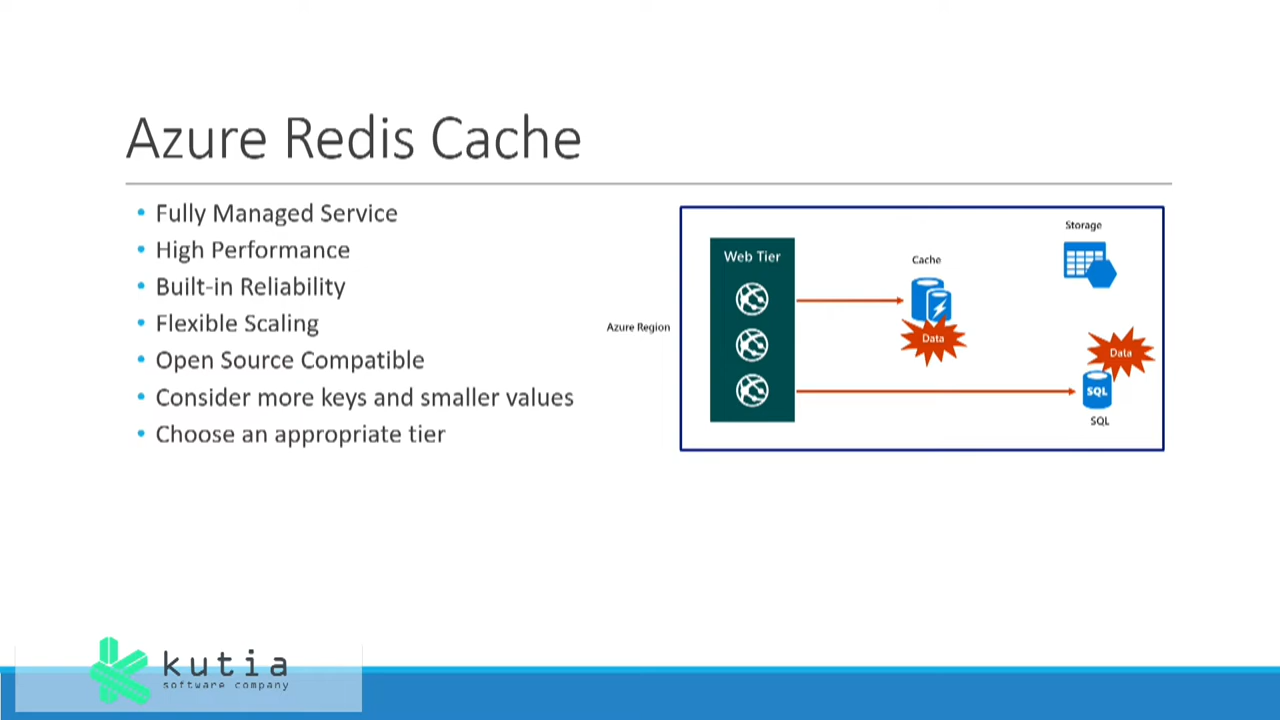 Azure Redis Cache
• Fully Managed Service
• High Performance
• Built-in Reliability
• Flexible Scaling
• Open Source Compatible
• Consider more keys and smaller values
• Choose an appropriate tier
Azure Region
Web Tier
Cache
Data
Storage
Data
SQL
SQL
kutia
software company